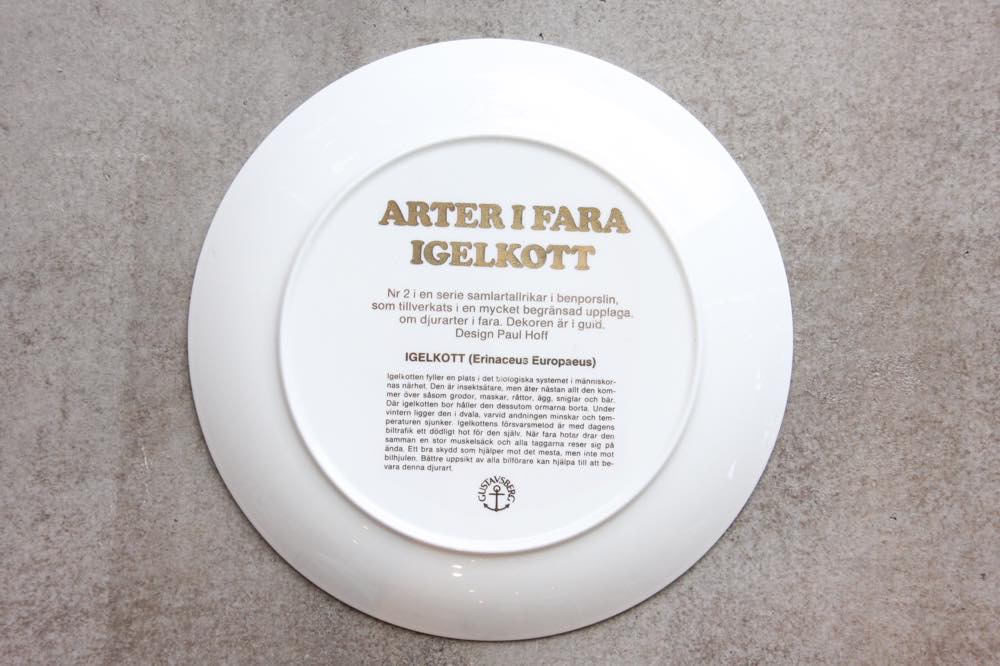 ARTER I FARA
IGELKOTT
Nr 2 i en serie samlartallrikar i benporslin,
som tillverkats i en mycket begränsad upplaga.
om djurarter i fara. Dekoren är i guld.
Design Paul Hoff
IGELKOTT (Erinaceus Europaeus)
Igelkotten fyller en plats i det biologiska systemet i människor-
nas närhet. Den är insektsätare, men äter nästan allt den kom-
mer över såsom grodor, maskar, råttor, ägg, sniglar och bär.
Där igelkotten bor håller den dessutom ormarna borta. Under
vintern ligger den i dvala, varvid andningen minskar och tem-
peraturen sjunker. Igelkottens försvarsmetod är med dagens
biltrafik ett dödligt hot för den själv. När fara hotar drar den
samman en stor muskelsäck och alla taggarna reser sig på
ända. Ett bra skydd som hjälper mot det mesta, men inte mot
bilhjulen. Bättre uppsikt av alla bilförare kan hjälpa till att be-
vara denna djurart.
GUSTAVSBERG